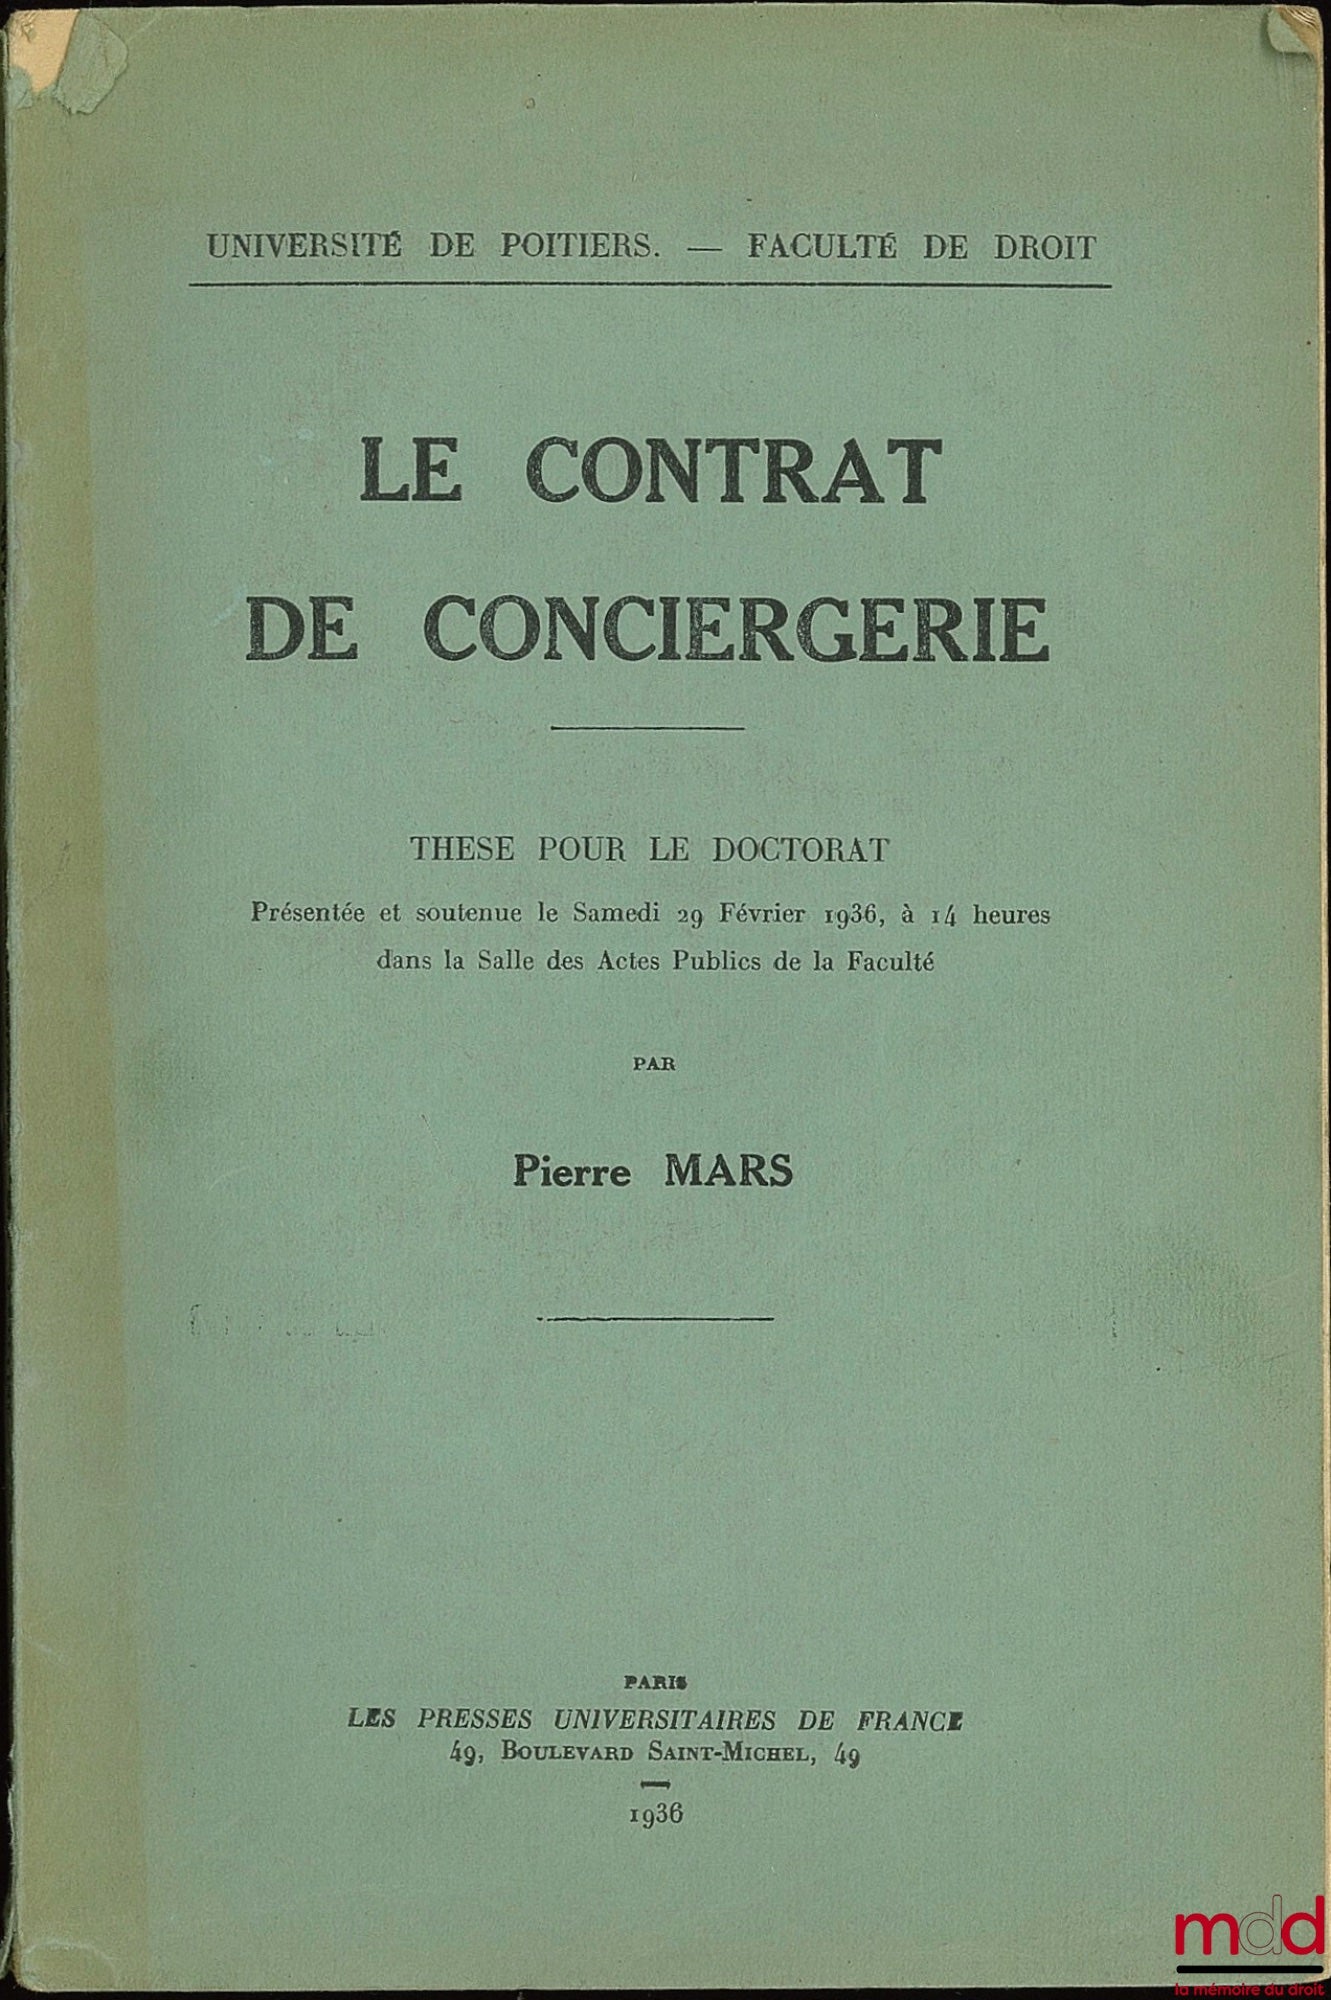 UNIVERSITÉ DE POITIERS. — FACULTÉ DE DROIT
LE CONTRAT
DE CONCIERGERIE
THESE POUR LE DOCTORAT
Présentée et soutenue le Samedi 29 Février 1936, à 14 heures
dans la Salle des Actes Publics de la Faculté
PAR
Pierre MARS
PARIS
LES PRESSES UNIVERSITAIRES DE FRANCE
49, BOULEVARD SAINT-MICHEL, 49
1936
mdd
la mémoire du droit